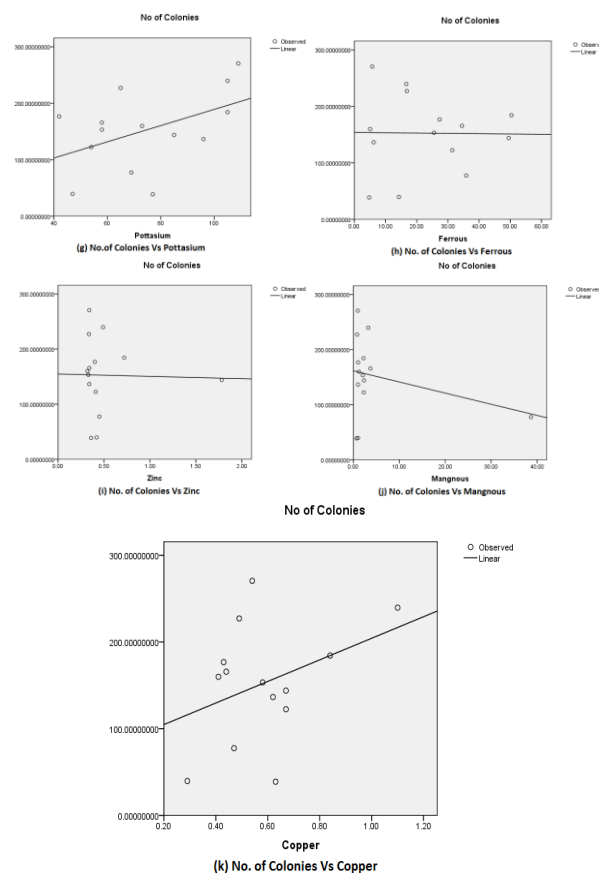 No of Colonies
300.00000000
200.00000000
100.00000000
0.00000000
40 60 80 100
Observed
Linear
Pottasium
(g) No.of Colonies Vs Pottasium
No of Colonies
300.00000000
200.00000000
100.00000000
0.00000000
0.00 10.00 20.00 30.00 40.00 50.00 60.00
Observe
Linear
Ferrous
(h) No. of Colonies Vs Ferrous
No of Colonies
300.00000000
200.00000000
100.00000000
0.00000000
0.00 0.50 1.00 1.50 2.00
Observed
Linear
Zinc
(i) No. of Colonies Vs Zinc
No of Colonies
300.00000000
200.00000000
100.00000000
0.00000000
0.00 10.00 20.00 30.00 40.00
Observed
Linear
Mangnous
(j) No. of Colonies Vs Mangnous
No of Colonies
300.00000000
200.00000000
100.00000000
0.00000000
0.20 0.40 0.60 0.80 1.00 1.20
Observed
Linear
Copper
(k) No. of Colonies Vs Copper